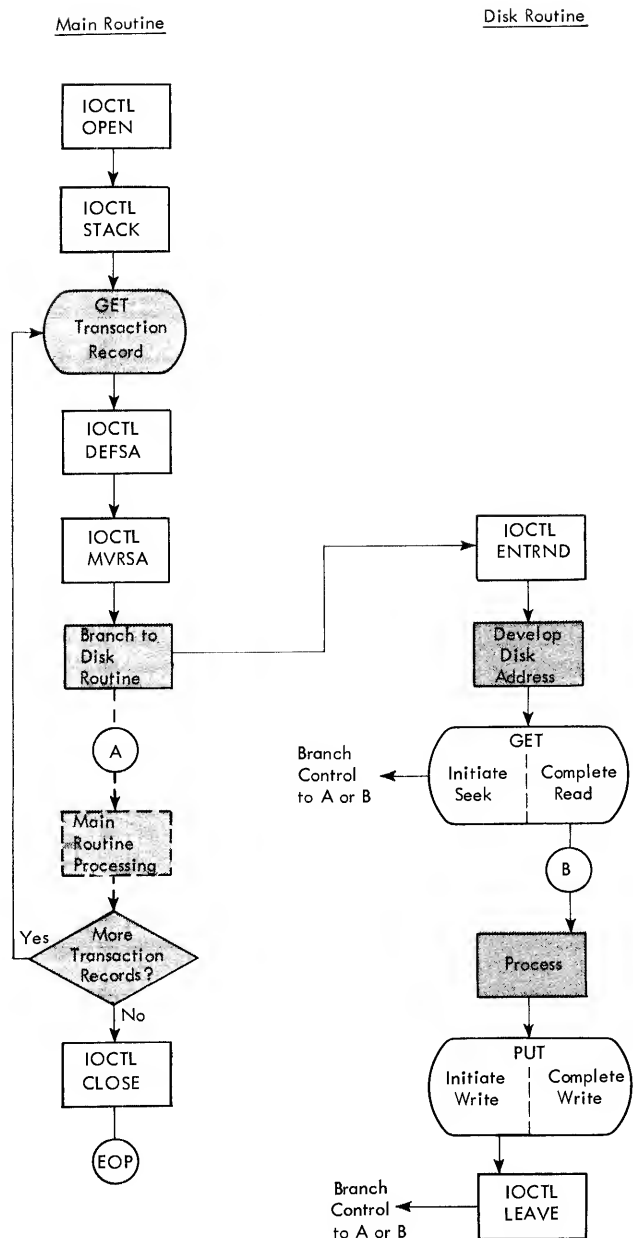 Main Routine
IOCTL
OPEN
IOCTL
STACK
GET
Transaction
Record
IOCTL
DEFSA
IOCTL
MVRSA
Branch to
Disk
Routine
A
Main
Routine
Processing
Yes
More
Transaction
Records?
No
IOCTL
CLOSE
EOP
Disk Routine
IOCTL
ENTRND
Develop
Disk
Address
GET
Initiate
Seek
Complete
Read
Branch
Control
to A or B
B
Process
PUT
Initiate
Write
Complete
Write
IOCTL
LEAVE
Branch
Control
to A or B